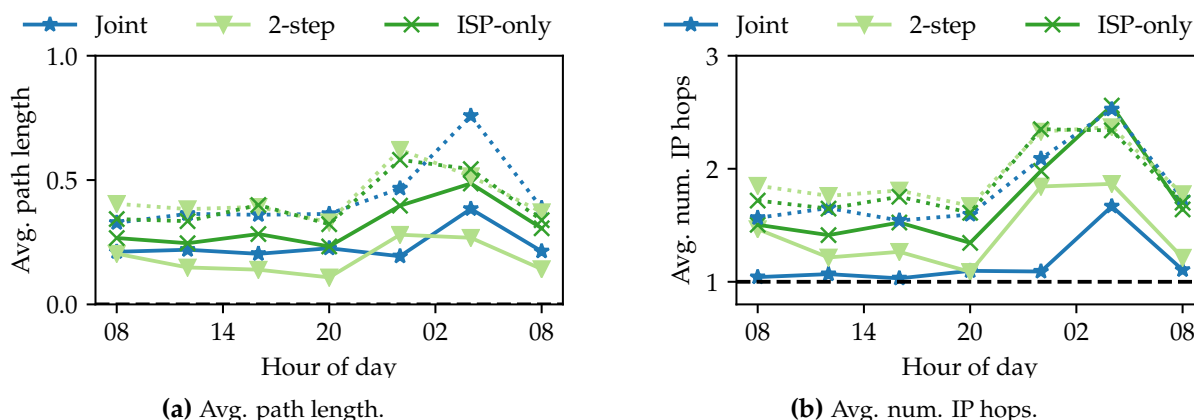 Joint 2-step ISP-only
1.0
0.5
0.0
Avg. path length
08 14 20 02 08
Hour of day
(a) Avg. path length.
Joint 2-step ISP-only
3
2
1
Avg. num. IP hops
08 14 20 02 08
Hour of day
(b) Avg. num. IP hops.